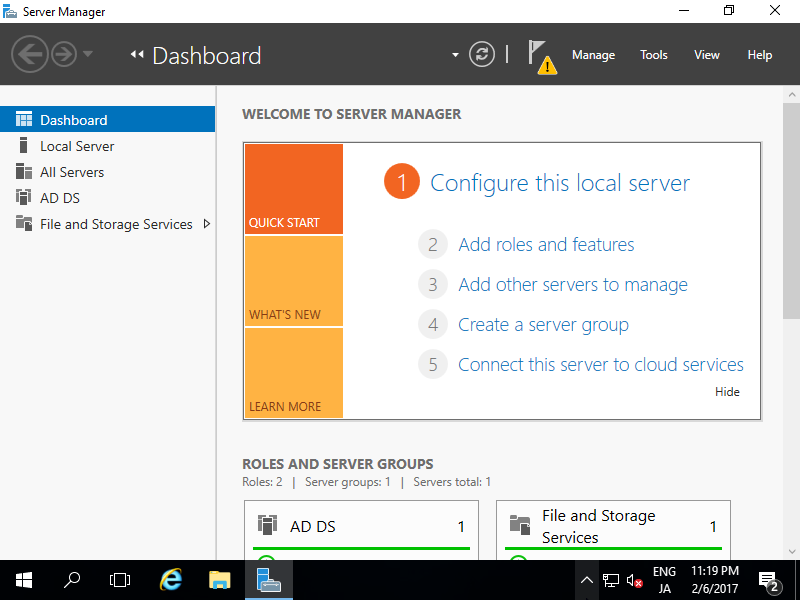 Server Manager
Dashboard
Manage
Tools
View
Help
Dashboard
Local Server
All Servers
AD DS
File and Storage Services
WELCOME TO SERVER MANAGER
QUICK START
WHAT'S NEW
LEARN MORE
1 Configure this local server
2 Add roles and features
3 Add other servers to manage
4 Create a server group
5 Connect this server to cloud services
Hide
ROLES AND SERVER GROUPS
Roles: 2 | Server groups: 1 | Servers total: 1
AD DS 1
File and Storage
Services 1
ENG
JA
11:19 PM
2/6/2017
2